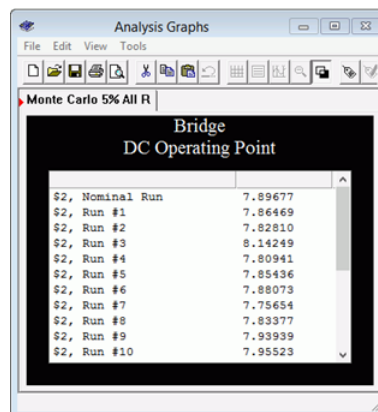 Analysis Graphs
File Edit View Tools
Monte Carlo 5% All R
Bridge
DC Operating Point
$2, Nominal Run 7.89677
$2, Run #1 7.86469
$2, Run #2 7.82810
$2, Run #3 8.14249
$2, Run #4 7.80941
$2, Run #5 7.85436
$2, Run #6 7.88073
$2, Run #7 7.75654
$2, Run #8 7.83377
$2, Run #9 7.93939
$2, Run #10 7.95523